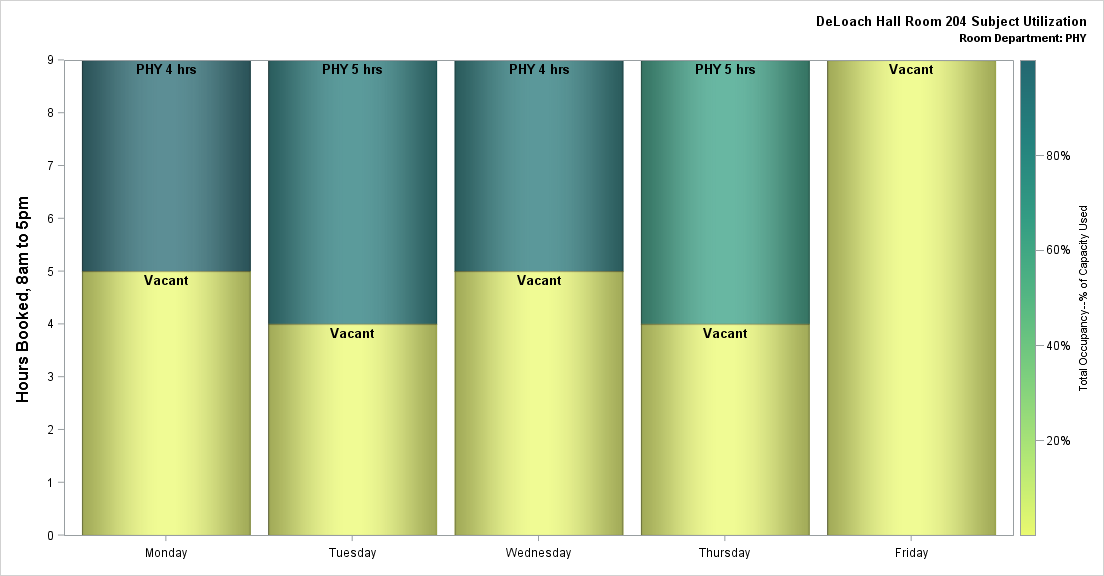 DeLoach Hall Room 204 Subject Utilization
Room Department: PHY
Hours Booked, 8am to 5pm
9
8
7
6
5
4
3
2
1
0
PHY 4 hrs
Vacant
PHY 5 hrs
Vacant
PHY 4 hrs
Vacant
PHY 5 hrs
Vacant
Vacant
Monday
Tuesday
Wednesday
Thursday
Friday
80%
60%
40%
20%
Total Occupancy--% of Capacity Used